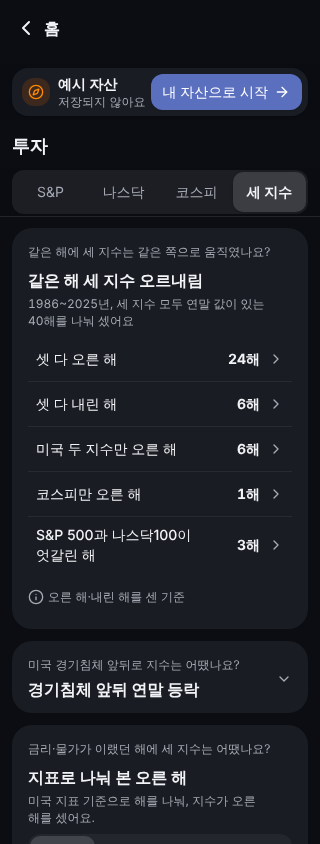 홈
예시 자산
저장되지 않아요
내 자산으로 시작
투자
S&P
나스닥
코스피
세 지수
같은 해에 세 지수는 같은 쪽으로 움직였나요?
같은 해 세 지수 오르내림
1986~2025년, 세 지수 모두 연말 값이 있는
40해를 나눠 셌어요
셋 다 오른 해
24해
셋 다 내린 해
6해
미국 두 지수만 오른 해
6해
코스피만 오른 해
1해
S&P 500과 나스닥100이
엇갈린 해
3해
오른 해·내린 해를 센 기준
미국 경기침체 앞뒤로 지수는 어땠나요?
경기침체 앞뒤 연말 등락
금리·물가가 이랬던 해에 세 지수는 어땠나요?
지표로 나눠 본 오른 해
미국 지표 기준으로 해를 나눠, 지수가 오른
해를 셌어요.